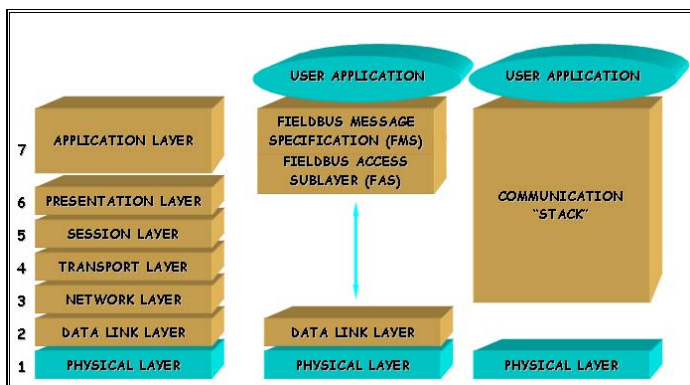 USER APPLICATION
USER APPLICATION
7
APPLICATION LAYER
FIELDBUS MESSAGE
SPECIFICATION (FMS)
FIELDBUS ACCESS
SUBLAYER (FAS)
COMMUNICATION
"STACK"
6
PRESENTATION LAYER
5
SESSION LAYER
4
TRANSPORT LAYER
3
NETWORK LAYER
2
DATA LINK LAYER
DATA LINK LAYER
1
PHYSICAL LAYER
PHYSICAL LAYER
PHYSICAL LAYER